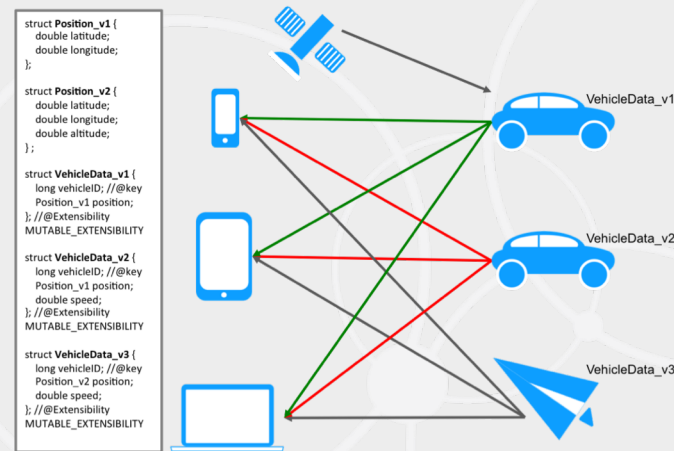 struct Position_v1 {
double latitude;
double longitude;
};
struct Position_v2 {
double latitude;
double longitude;
double altitude;
} ;
struct VehicleData_v1 {
long vehicleID; //@key
Position_v1 position;
}; //@Extensibility
MUTABLE_EXTENSIBILITY
struct VehicleData_v2 {
long vehicleID; //@key
Position_v1 position;
double speed;
}; //@Extensibility
MUTABLE_EXTENSIBILITY
struct VehicleData_v3 {
long vehicleID; //@key
Position_v2 position;
double speed;
}; //@Extensibility
MUTABLE_EXTENSIBILITY
VehicleData_v1
VehicleData_v2
VehicleData_v3